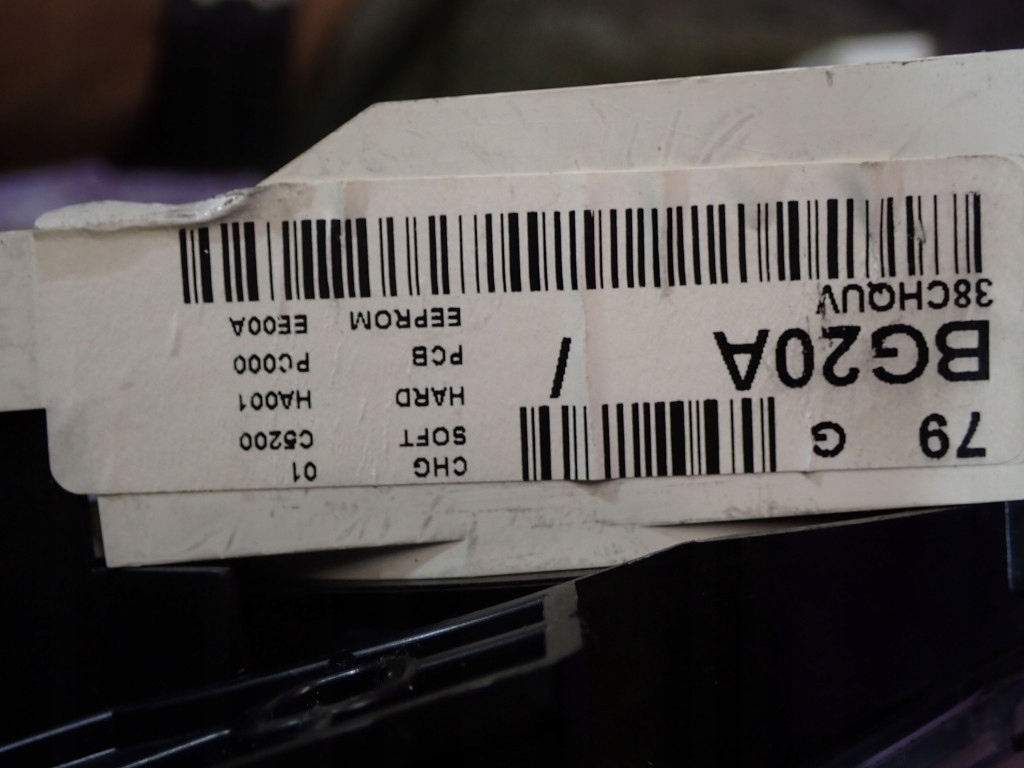 79 G
CHG 01
SOFT C5200
HARD HA001
PCB PC000
EEPROM EE00A
BG20A /
38CHQUV